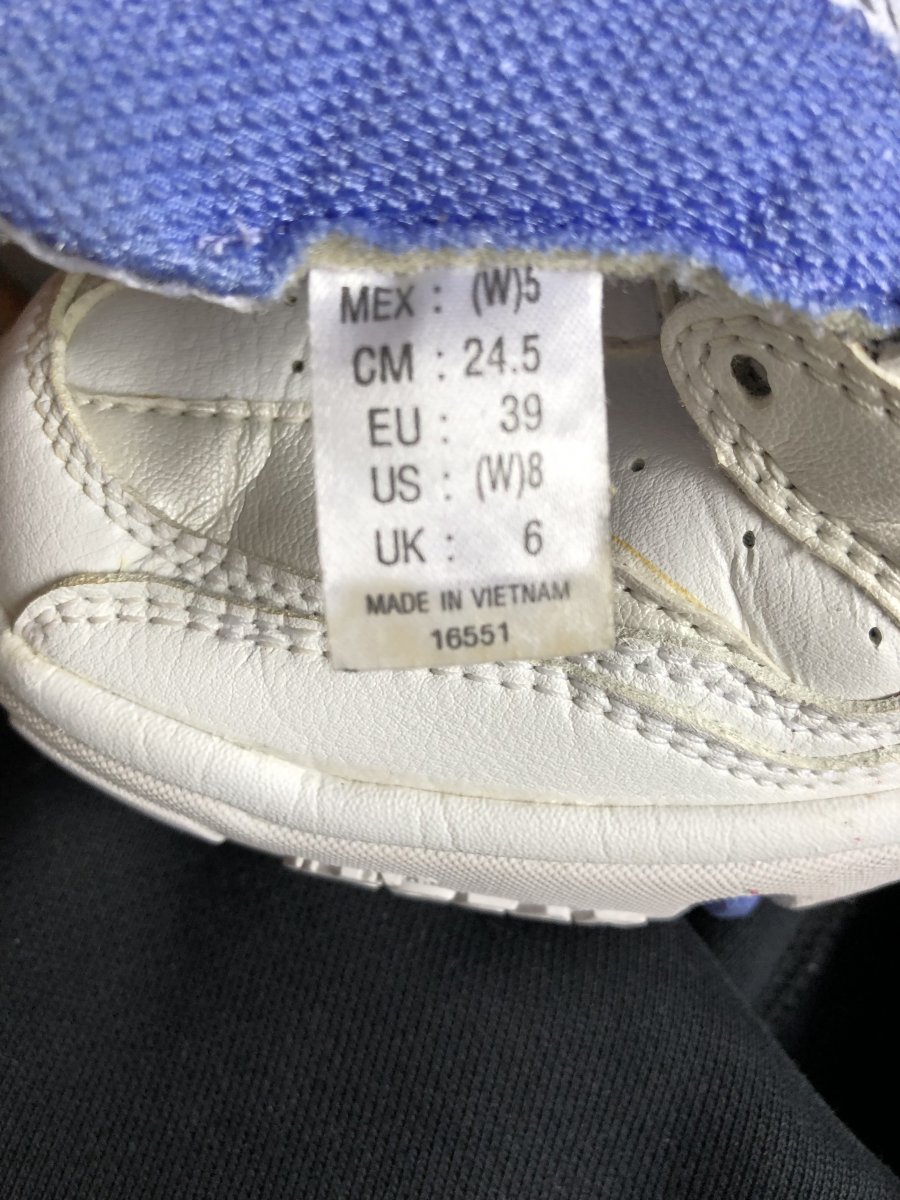 MEX : (W)5
CM : 24.5
EU : 39
US : (W)8
UK : 6
MADE IN VIETNAM
16551